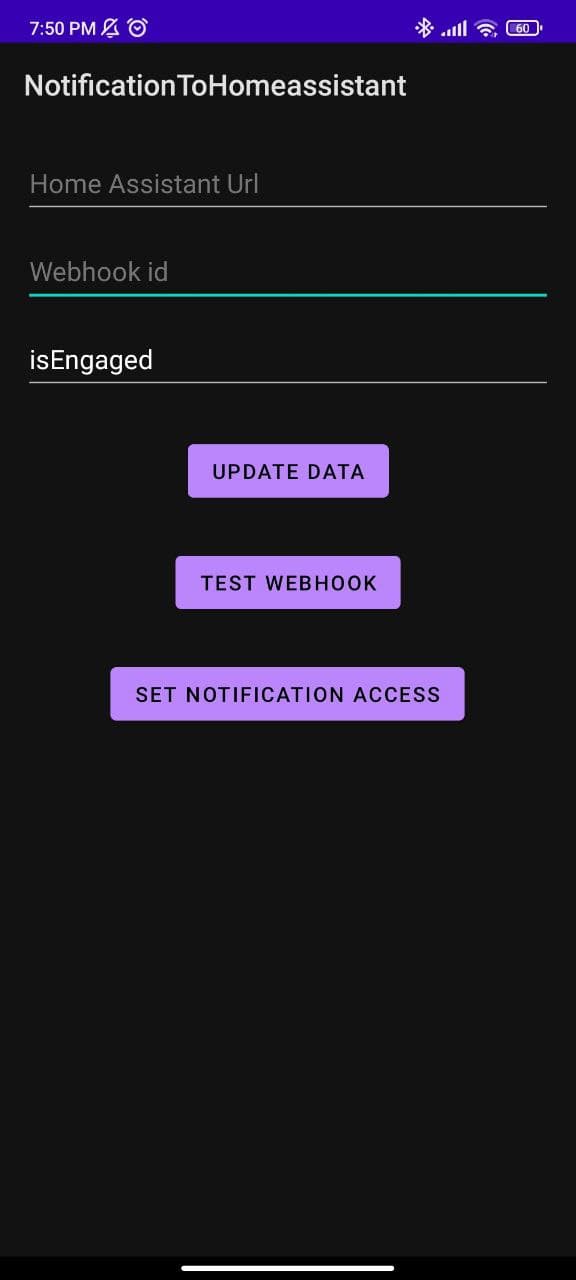 7:50 PM 60
NotificationToHomeassistant
Home Assistant Url
Webhook id
isEngaged
UPDATE DATA
TEST WEBHOOK
SET NOTIFICATION ACCESS